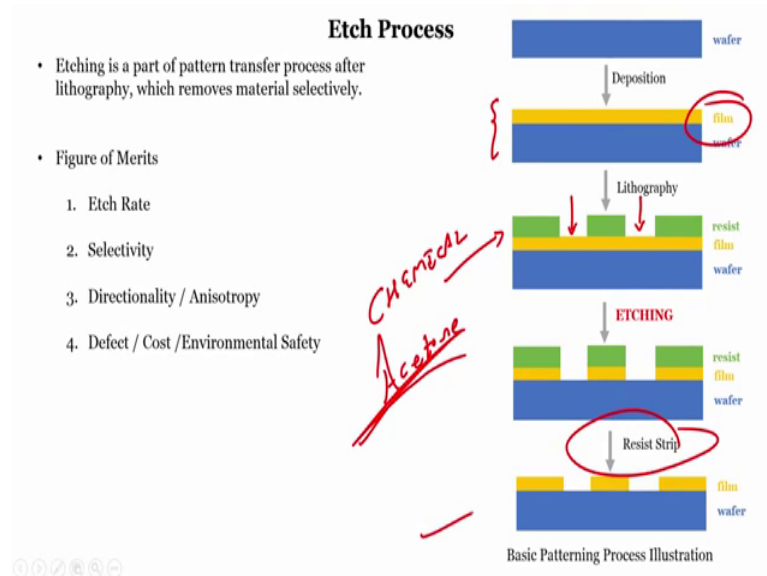 Etch Process
• Etching is a part of pattern transfer process after
lithography, which removes material selectively.
• Figure of Merits
1. Etch Rate
2. Selectivity
3. Directionality / Anisotropy
4. Defect / Cost /Environmental Safety
wafer
Deposition
film
wafer
Lithography
resist
film
wafer
CHEMICAL
Acetone
ETCHING
resist
film
wafer
Resist Strip
film
wafer
Basic Patterning Process Illustration